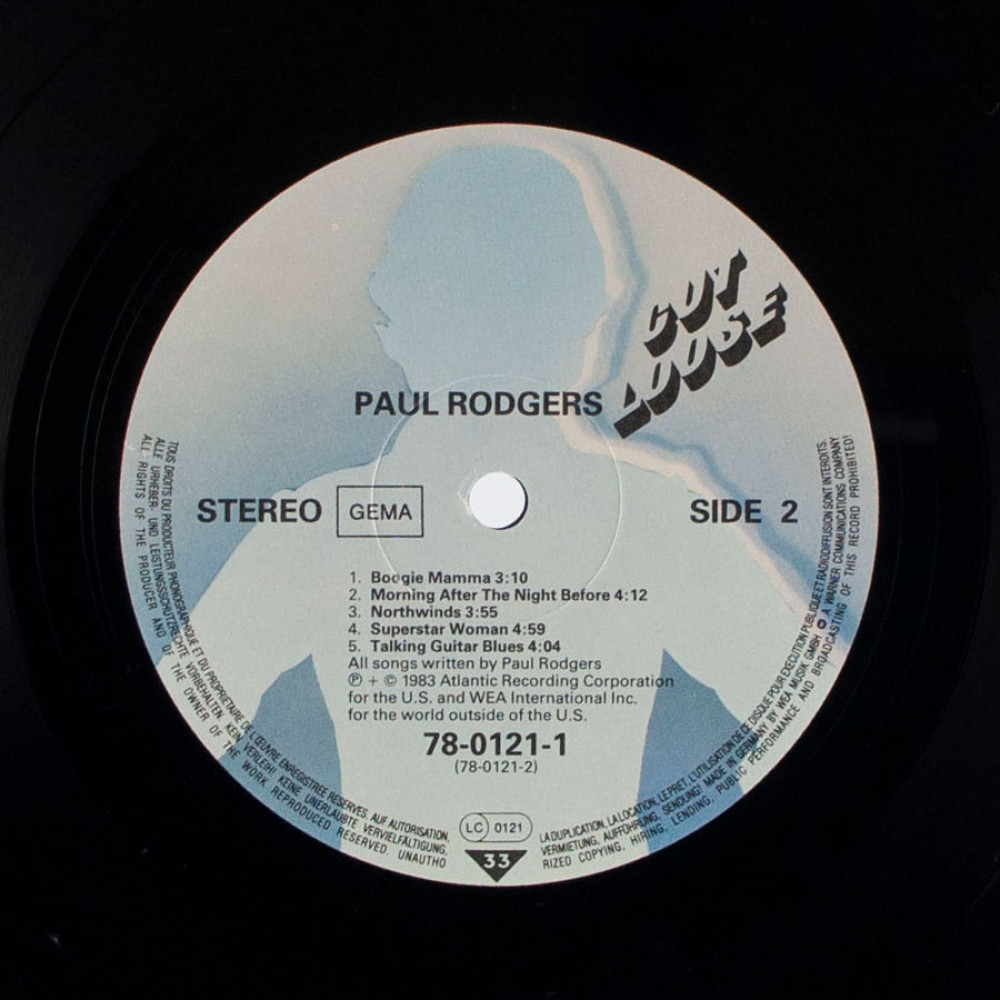 CUT
LOOSE
PAUL RODGERS
STEREO GEMA SIDE 2
1. Boogie Mamma 3:10
2. Morning After The Night Before 4:12
3. Northwinds 3:55
4. Superstar Woman 4:59
5. Talking Guitar Blues 4:04
All songs written by Paul Rodgers
℗ + © 1983 Atlantic Recording Corporation
for the U.S. and WEA International Inc.
for the world outside of the U.S.
78-0121-1
(78-0121-2)
LC 0121
33
TOUS DROITS DU PRODUCTEUR PHONOGRAPHIQUE ET DU PROPRIETAIRE DE L'ŒUVRE ENREGISTREE RESERVES. AUF AUTORISATION, LA DUPLICATION, LA LOCATION, LE PRET, L'UTILISATION DE CE DISQUE POUR EXECUTION PUBLIQUE ET RADIODIFFUSION SONT INTERDITS.
ALLE URHEBER- UND LEISTUNGSSCHUTZRECHTE VORBEHALTEN. KEIN VERLEIH! KEINE UNERLAUBTE VERVIELFÄLTIGUNG, VERMIETUNG, AUFFÜHRUNG, SENDUNG! MADE IN GERMANY BY WEA MUSIK GMBH A WARNER COMMUNICATIONS COMPANY
ALL RIGHTS OF THE PRODUCER AND OF THE OWNER OF THE WORK REPRODUCED RESERVED. UNAUTHORIZED COPYING, HIRING, LENDING, PUBLIC PERFORMANCE AND BROADCASTING OF THIS RECORD PROHIBITED!